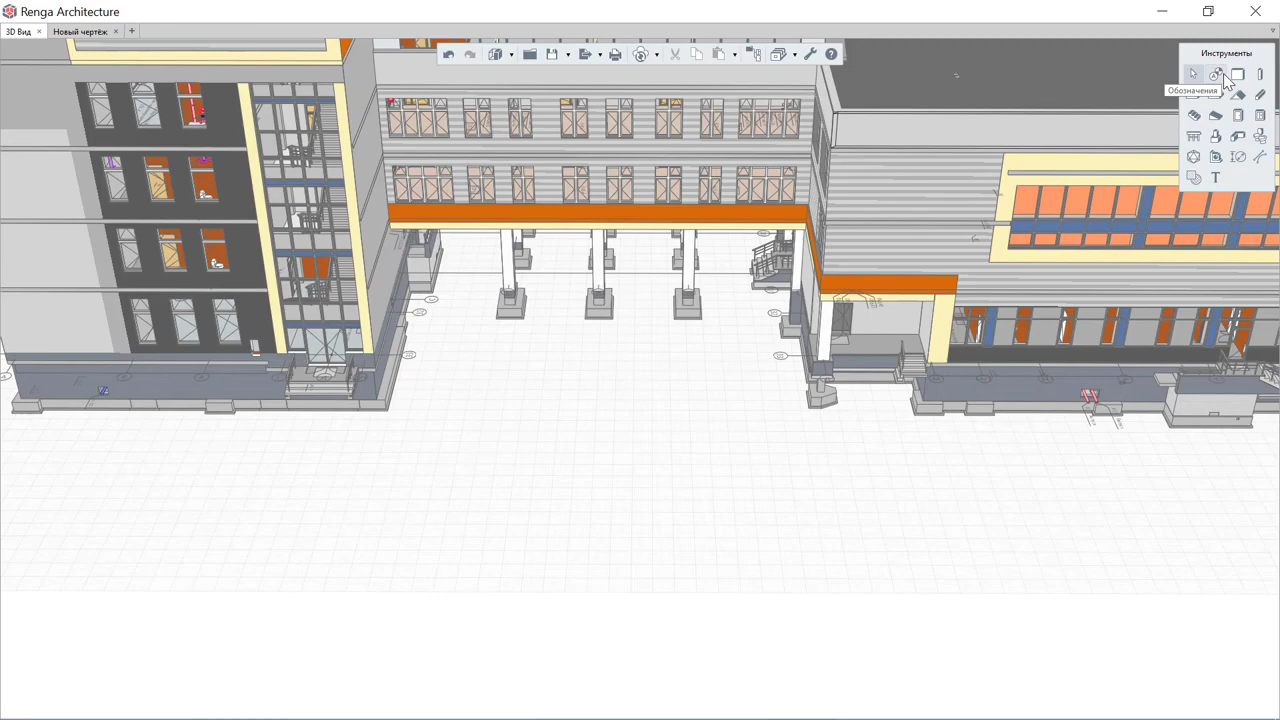 Renga Architecture
3D Вид
Новый чертёж
Инструменты
Обозначения